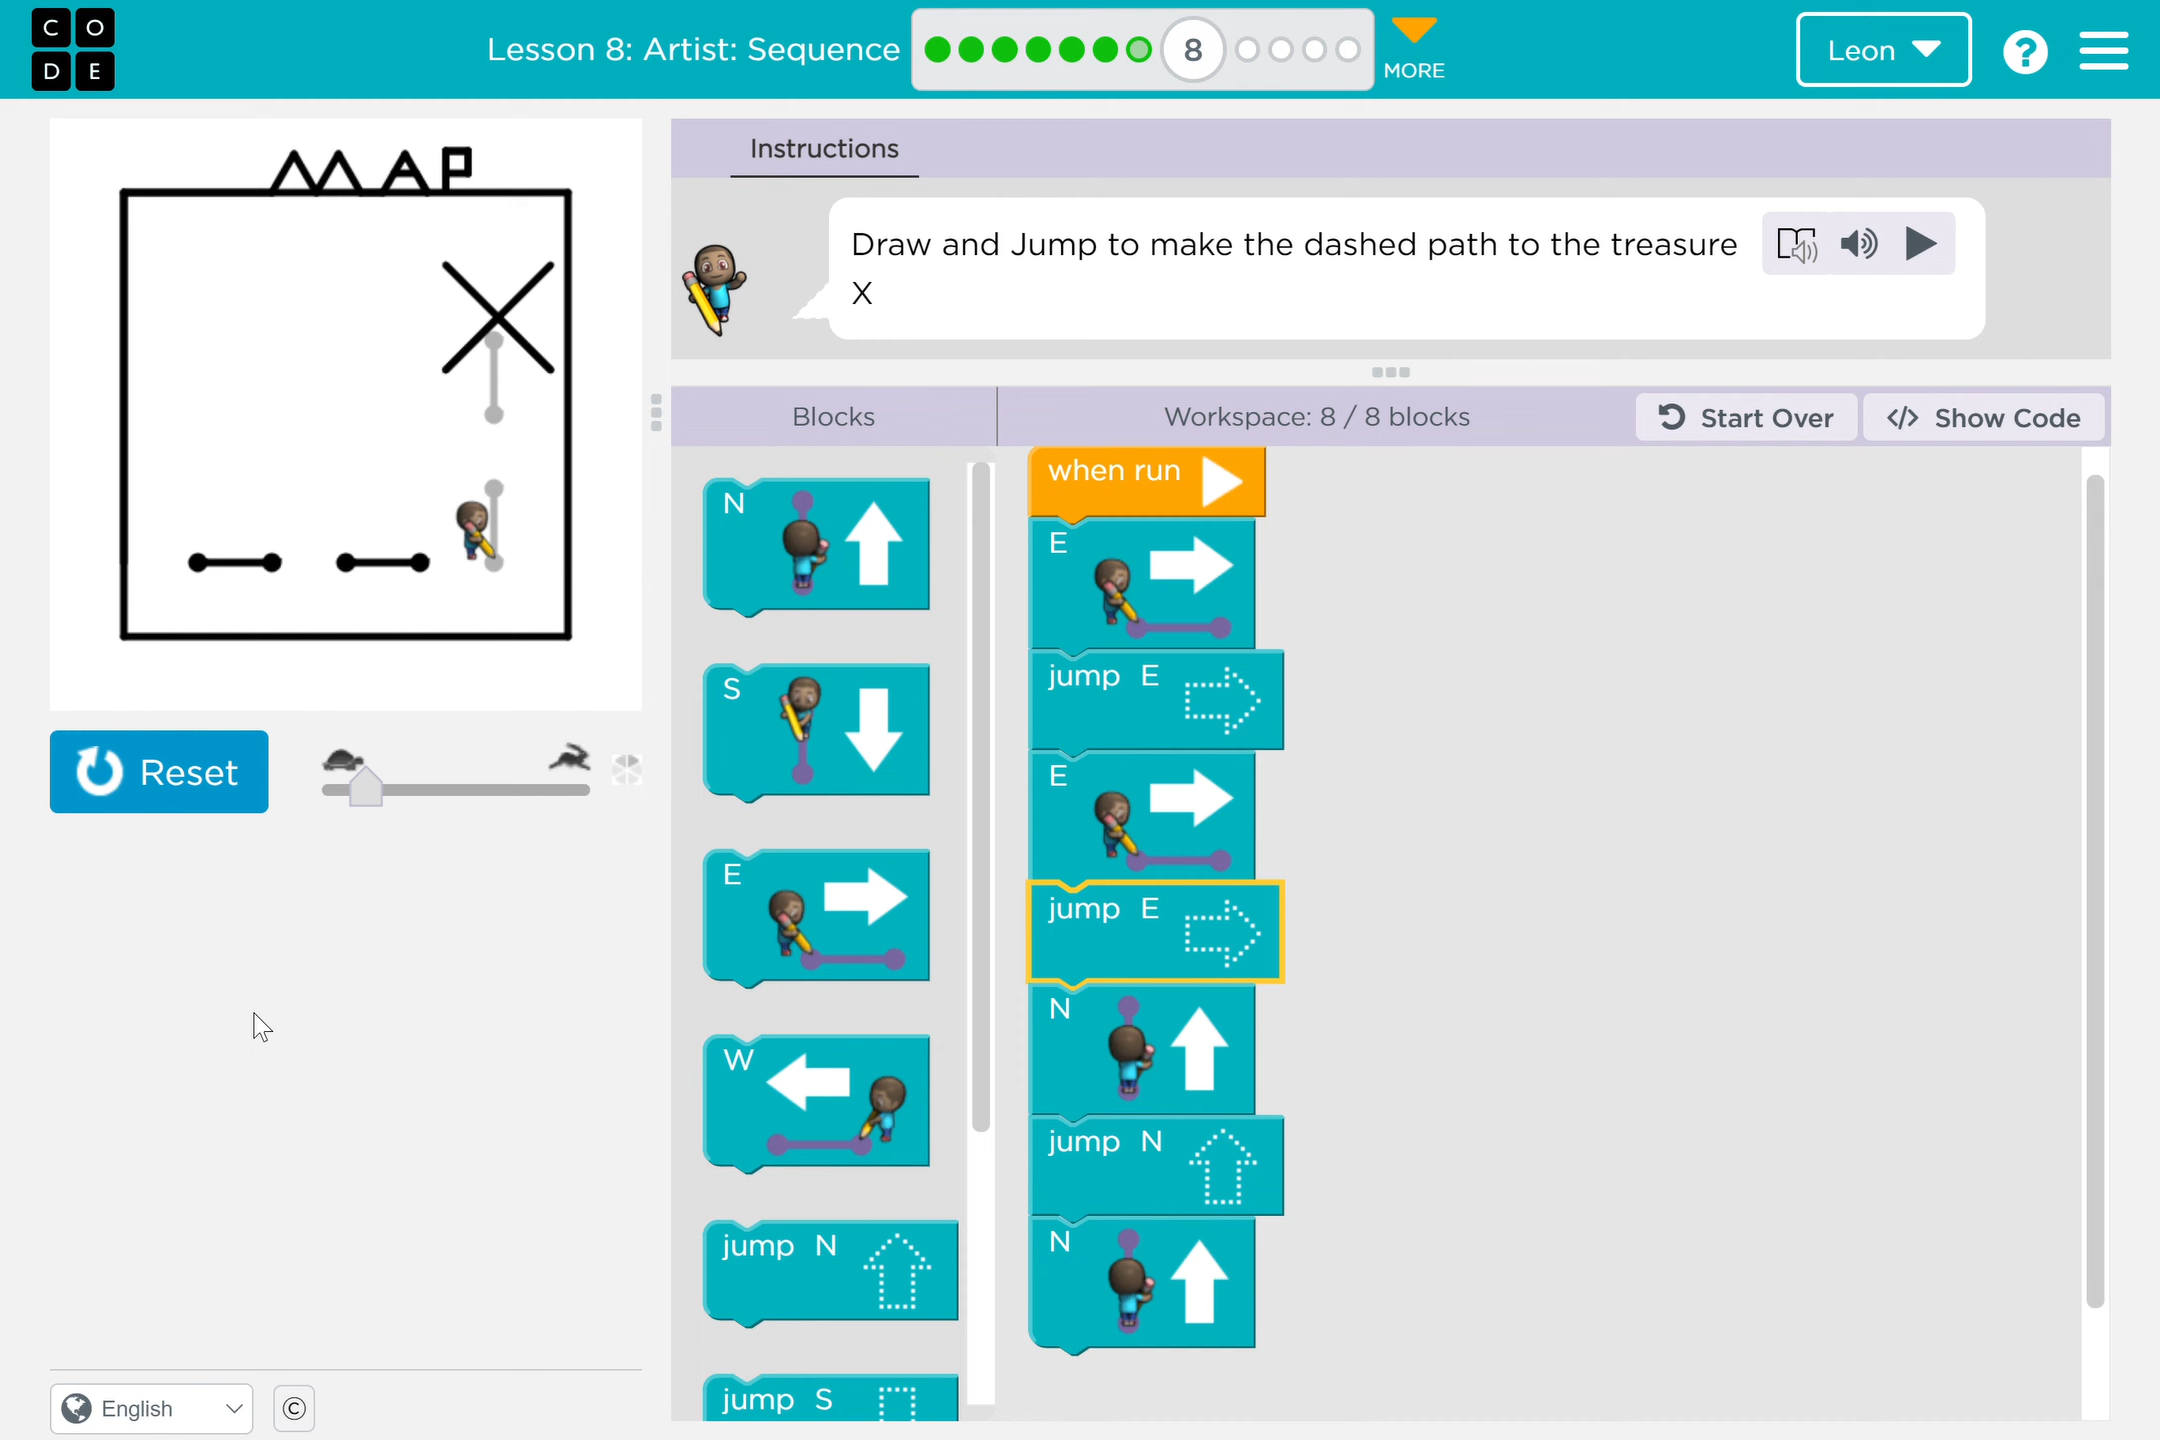 CODE
Lesson 8: Artist: Sequence
8
MORE
Leon
?
MAP
X
Instructions
Draw and Jump to make the dashed path to the treasure
X
Reset
Blocks
Workspace: 8 / 8 blocks
Start Over
</> Show Code
N
S
E
W
jump N
jump S
when run
E
jump E
E
jump E
N
jump N
N
English
©